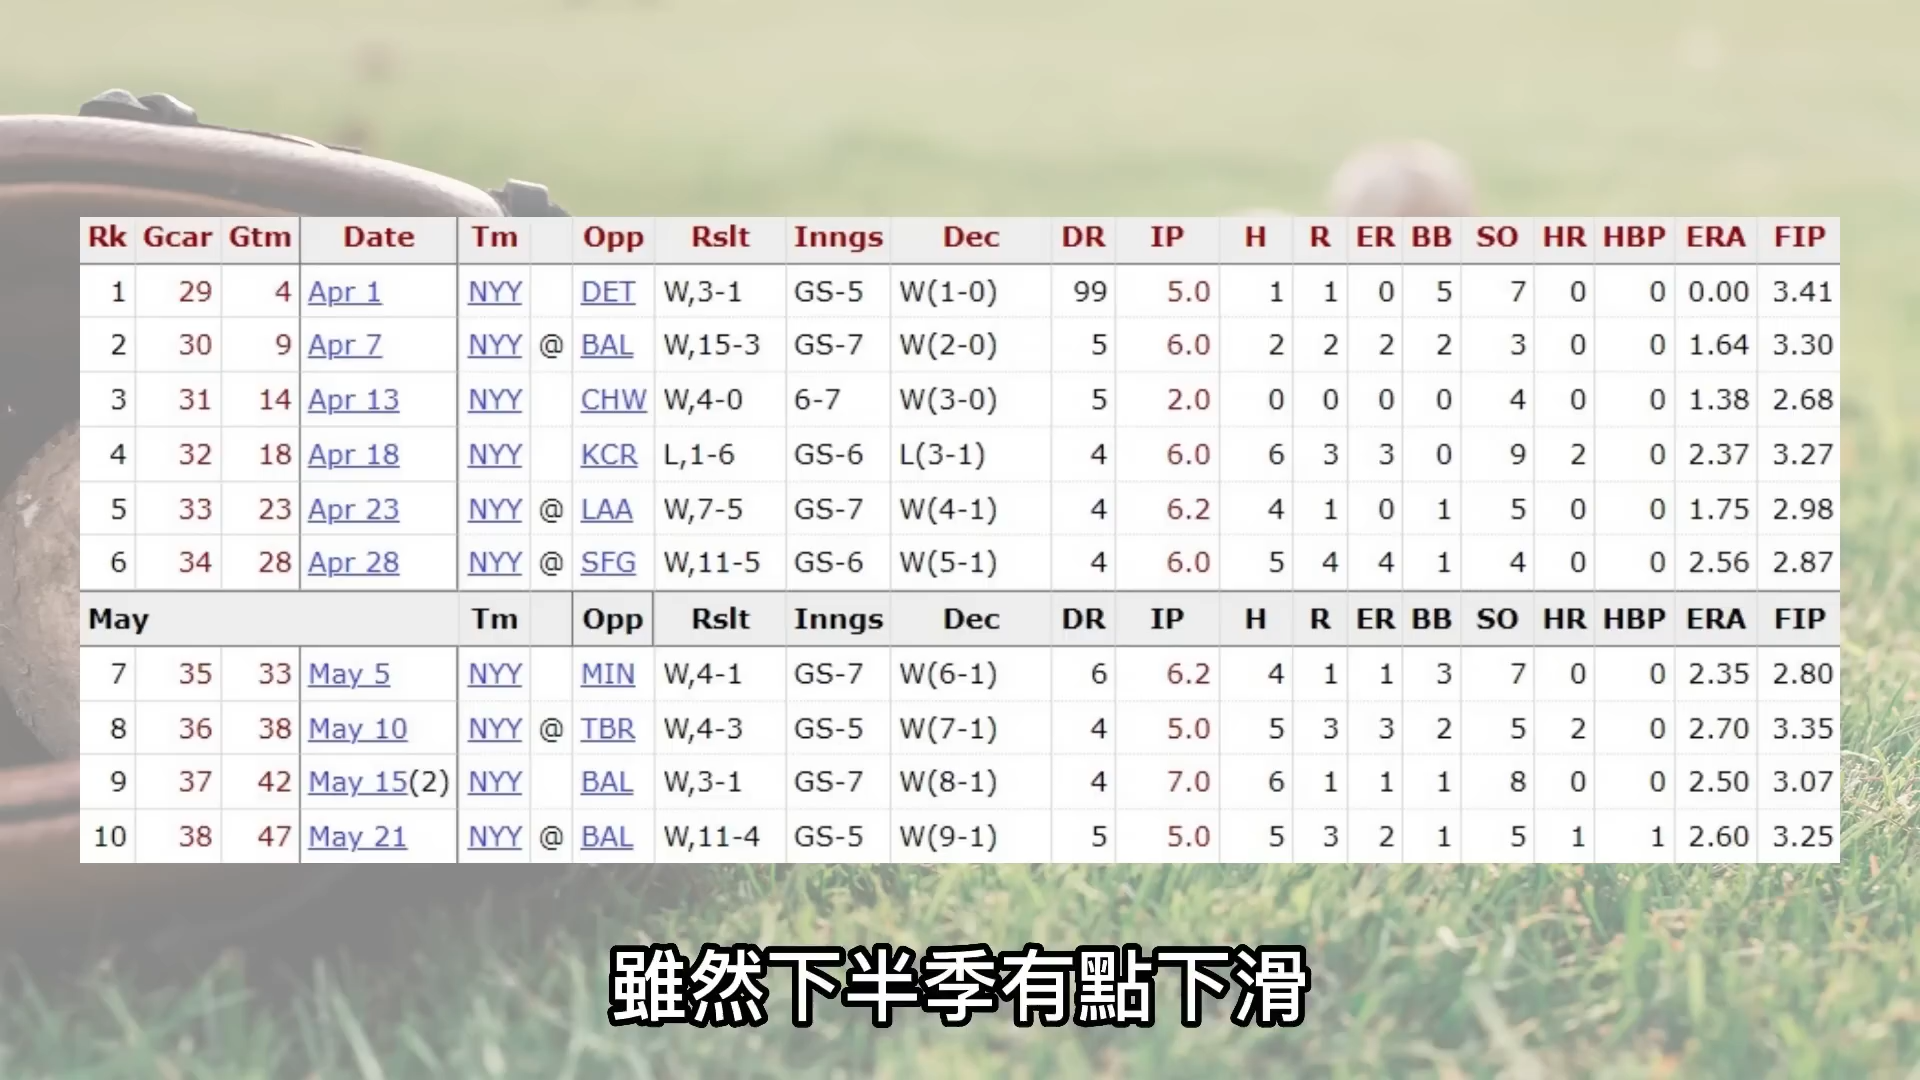 Rk Gcar Gtm Date Tm Opp Rslt Inngs Dec DR IP H R ER BB SO HR HBP ERA FIP
1 29 4 Apr 1 NYY DET W,3-1 GS-5 W(1-0) 99 5.0 1 1 0 5 7 0 0 0.00 3.41
2 30 9 Apr 7 NYY @ BAL W,15-3 GS-7 W(2-0) 5 6.0 2 2 2 2 3 0 0 1.64 3.30
3 31 14 Apr 13 NYY CHW W,4-0 6-7 W(3-0) 5 2.0 0 0 0 0 4 0 0 1.38 2.68
4 32 18 Apr 18 NYY KCR L,1-6 GS-6 L(3-1) 4 6.0 6 3 3 0 9 2 0 2.37 3.27
5 33 23 Apr 23 NYY @ LAA W,7-5 GS-7 W(4-1) 4 6.2 4 1 0 1 5 0 0 1.75 2.98
6 34 28 Apr 28 NYY @ SFG W,11-5 GS-6 W(5-1) 4 6.0 5 4 4 1 4 0 0 2.56 2.87
May Tm Opp Rslt Inngs Dec DR IP H R ER BB SO HR HBP ERA FIP
7 35 33 May 5 NYY MIN W,4-1 GS-7 W(6-1) 6 6.2 4 1 1 3 7 0 0 2.35 2.80
8 36 38 May 10 NYY @ TBR W,4-3 GS-5 W(7-1) 4 5.0 5 3 3 2 5 2 0 2.70 3.35
9 37 42 May 15(2) NYY BAL W,3-1 GS-7 W(8-1) 4 7.0 6 1 1 1 8 0 0 2.50 3.07
10 38 47 May 21 NYY @ BAL W,11-4 GS-5 W(9-1) 5 5.0 5 3 2 1 5 1 1 2.60 3.25
雖然下半季有點下滑